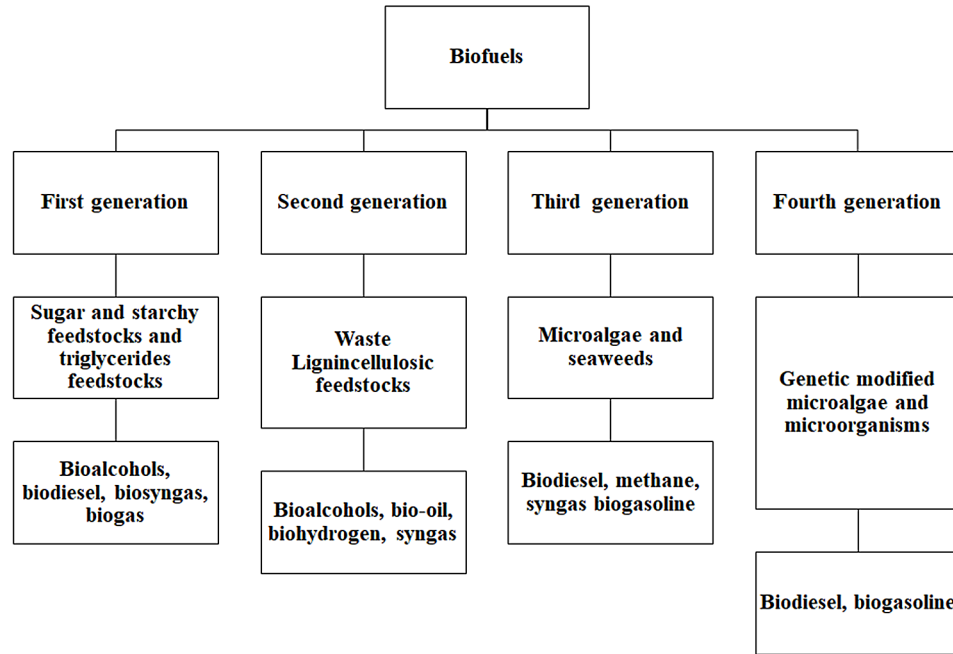 Biofuels
First generation
Second generation
Third generation
Fourth generation
Sugar and starchy
feedstocks and
triglycerides
feedstocks
Waste
Lignincellulosic
feedstocks
Microalgae and
seaweeds
Genetic modified
microalgae and
microorganisms
Bioalcohols,
biodiesel, biosyngas,
biogas
Bioalcohols, bio-oil,
biohydrogen, syngas
Biodiesel, methane,
syngas biogasoline
Biodiesel, biogasoline